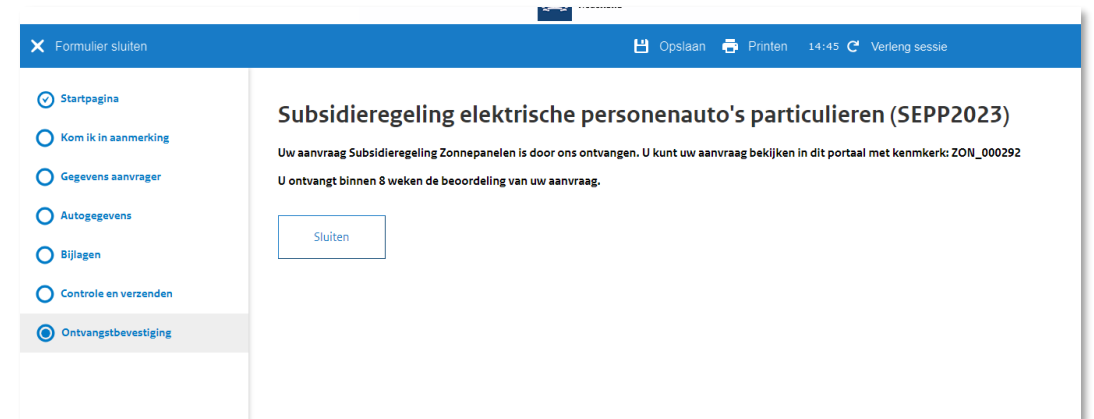 Formulier sluiten
Opslaan
Printen
14:45
Verleng sessie
Startpagina
Kom ik in aanmerking
Gegevens aanvrager
Autogegevens
Bijlagen
Controle en verzenden
Ontvangstbevestiging
Subsidieregeling elektrische personenauto's particulieren (SEPP2023)
Uw aanvraag Subsidieregeling Zonnepanelen is door ons ontvangen. U kunt uw aanvraag bekijken in dit portaal met kenmkerk: ZON_000292
U ontvangt binnen 8 weken de beoordeling van uw aanvraag.
Sluiten